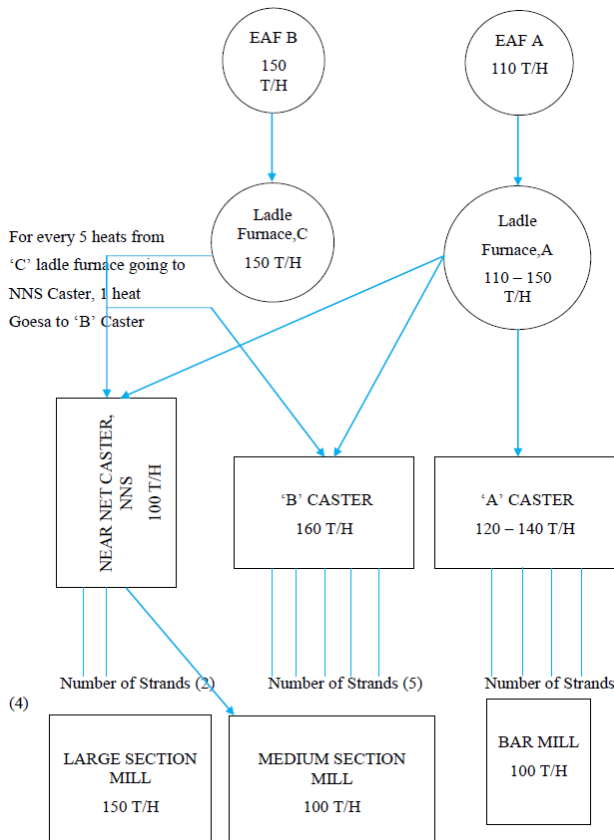 EAF B
150
T/H
EAF A
110 T/H
Ladle
Furnace,C
150 T/H
Ladle
Furnace,A
110 – 150
T/H
For every 5 heats from
‘C’ ladle furnace going to
NNS Caster, 1 heat
Goesa to ‘B’ Caster
NEAR NET CASTER,
NNS
100 T/H
‘B’ CASTER
160 T/H
‘A’ CASTER
120 – 140 T/H
Number of Strands (2)
Number of Strands (5)
Number of Strands
(4)
LARGE SECTION
MILL
150 T/H
MEDIUM SECTION
MILL
100 T/H
BAR MILL
100 T/H